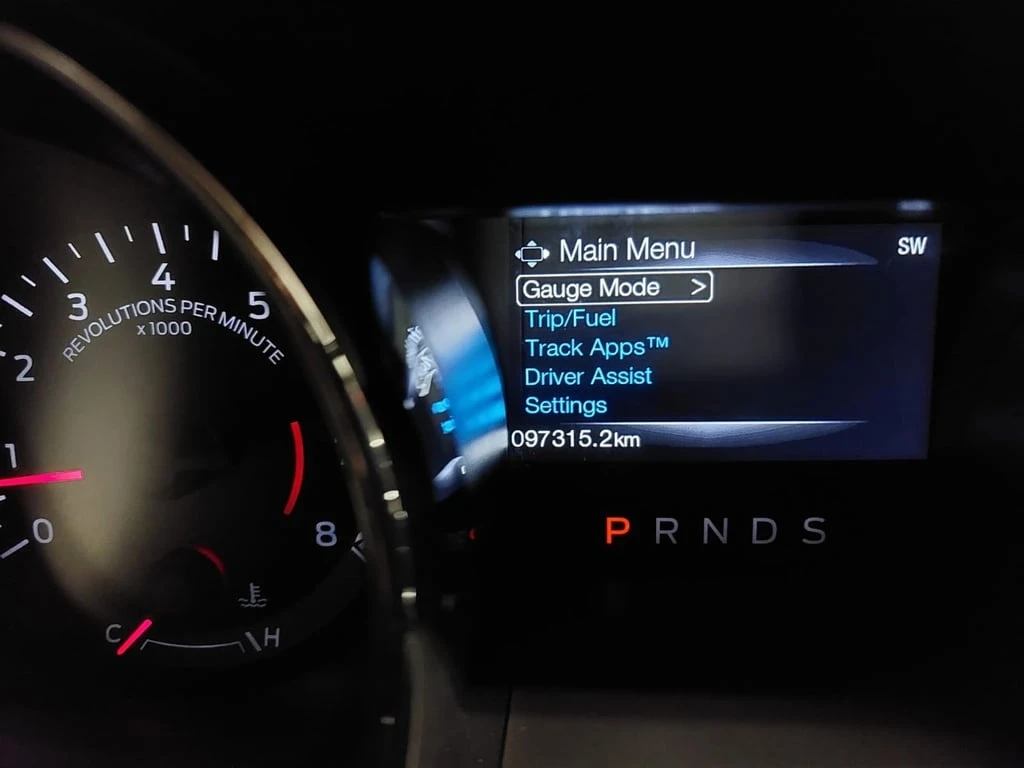 Main Menu
SW
Gauge Mode >
Trip/Fuel
Track Apps™
Driver Assist
Settings
097315.2km
P R N D S
0
1
2
3
4
5
8
REVOLUTIONS PER MINUTE
x 1000
C
H